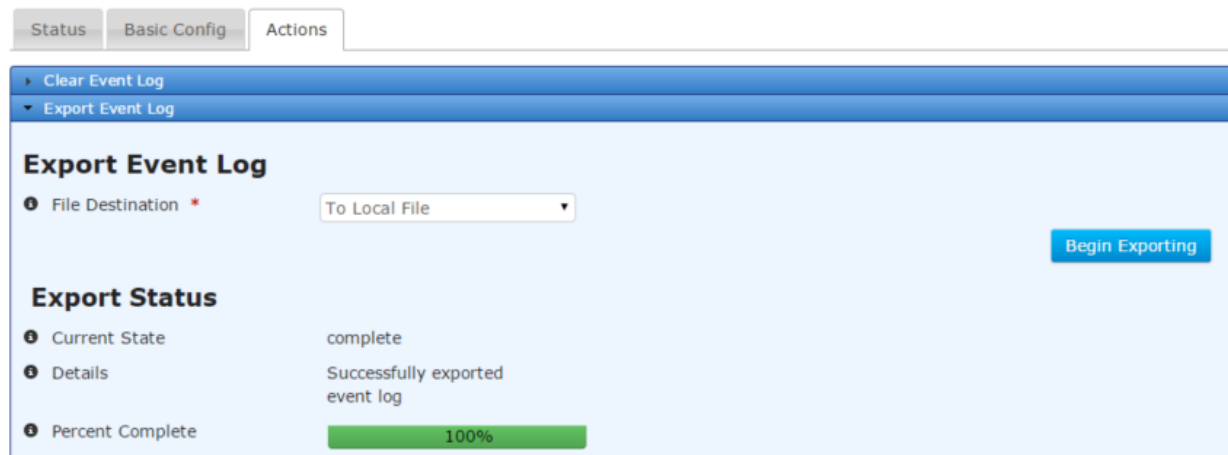 Status Basic Config Actions
Clear Event Log
Export Event Log
Export Event Log
File Destination *
To Local File
Begin Exporting
Export Status
Current State complete
Details Successfully exported
event log
Percent Complete 100%